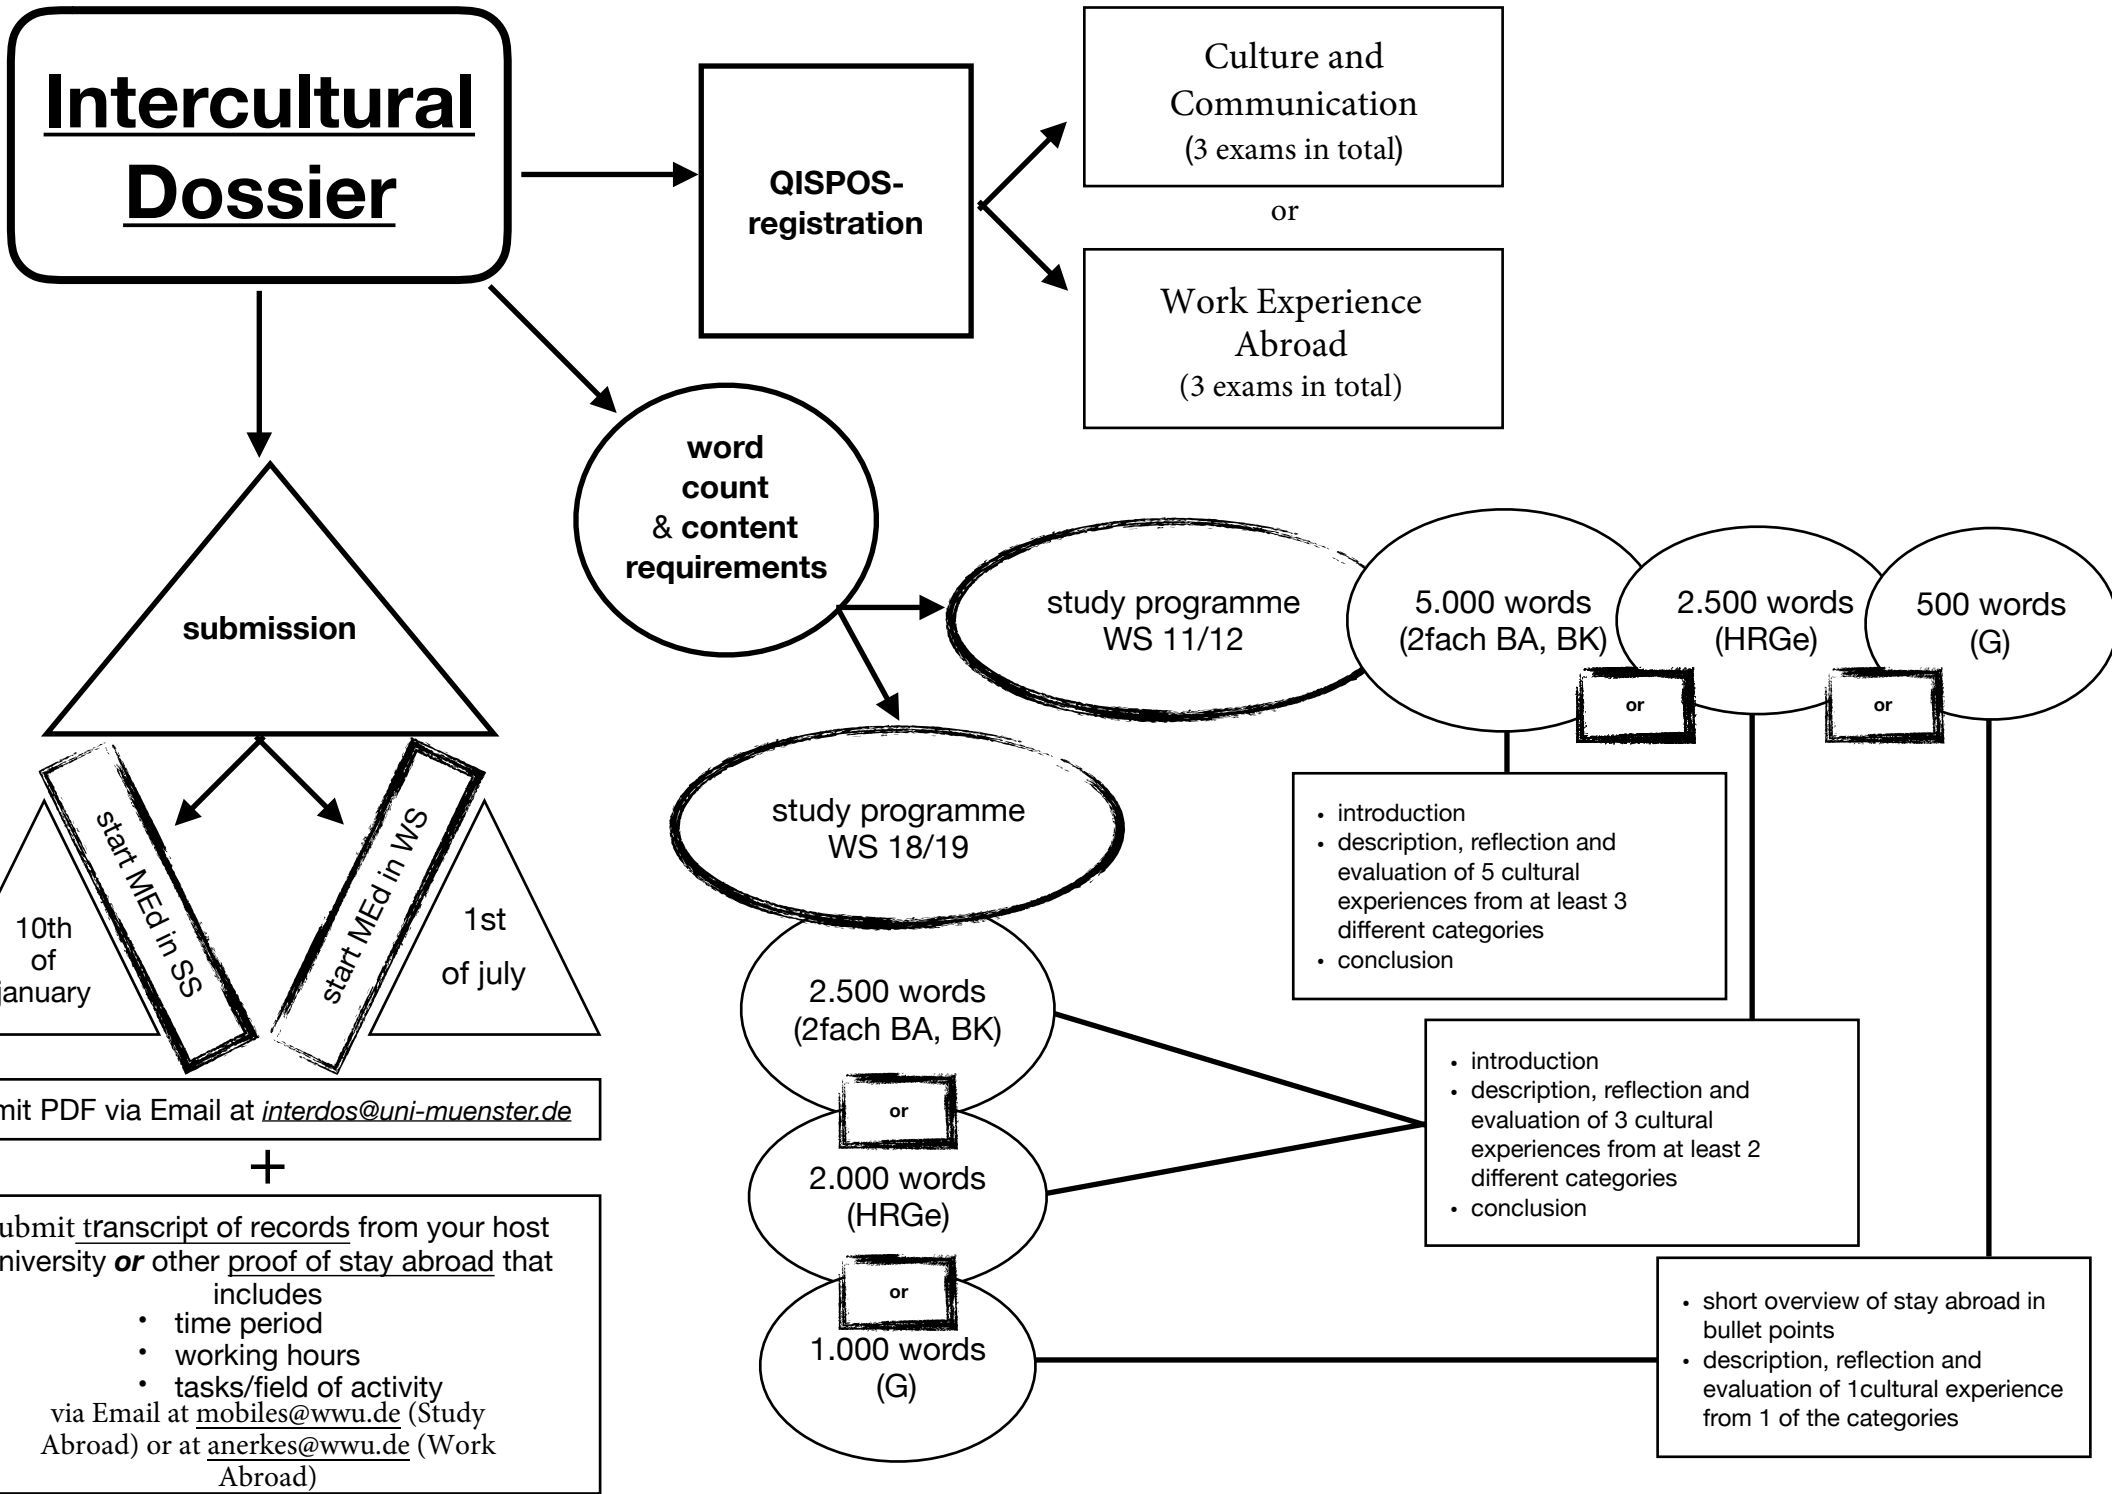 Intercultural
Dossier
QISPOS-
registration
Culture and
Communication
(3 exams in total)
or
Work Experience
Abroad
(3 exams in total)
word
count
& content
requirements
submission
start MEd in SS
start MEd in WS
10th
of
january
1st
of july
mit PDF via Email at interdos@uni-muenster.de
+
ubmit transcript of records from your host
niversity or other proof of stay abroad that
includes
• time period
• working hours
• tasks/field of activity
via Email at mobiles@wwu.de (Study
Abroad) or at anerkes@wwu.de (Work
Abroad)
study programme
WS 11/12
5.000 words
(2fach BA, BK)
or
2.500 words
(HRGe)
or
500 words
(G)
study programme
WS 18/19
2.500 words
(2fach BA, BK)
or
2.000 words
(HRGe)
or
1.000 words
(G)
• introduction
• description, reflection and
evaluation of 5 cultural
experiences from at least 3
different categories
• conclusion
• introduction
• description, reflection and
evaluation of 3 cultural
experiences from at least 2
different categories
• conclusion
• short overview of stay abroad in
bullet points
• description, reflection and
evaluation of 1cultural experience
from 1 of the categories